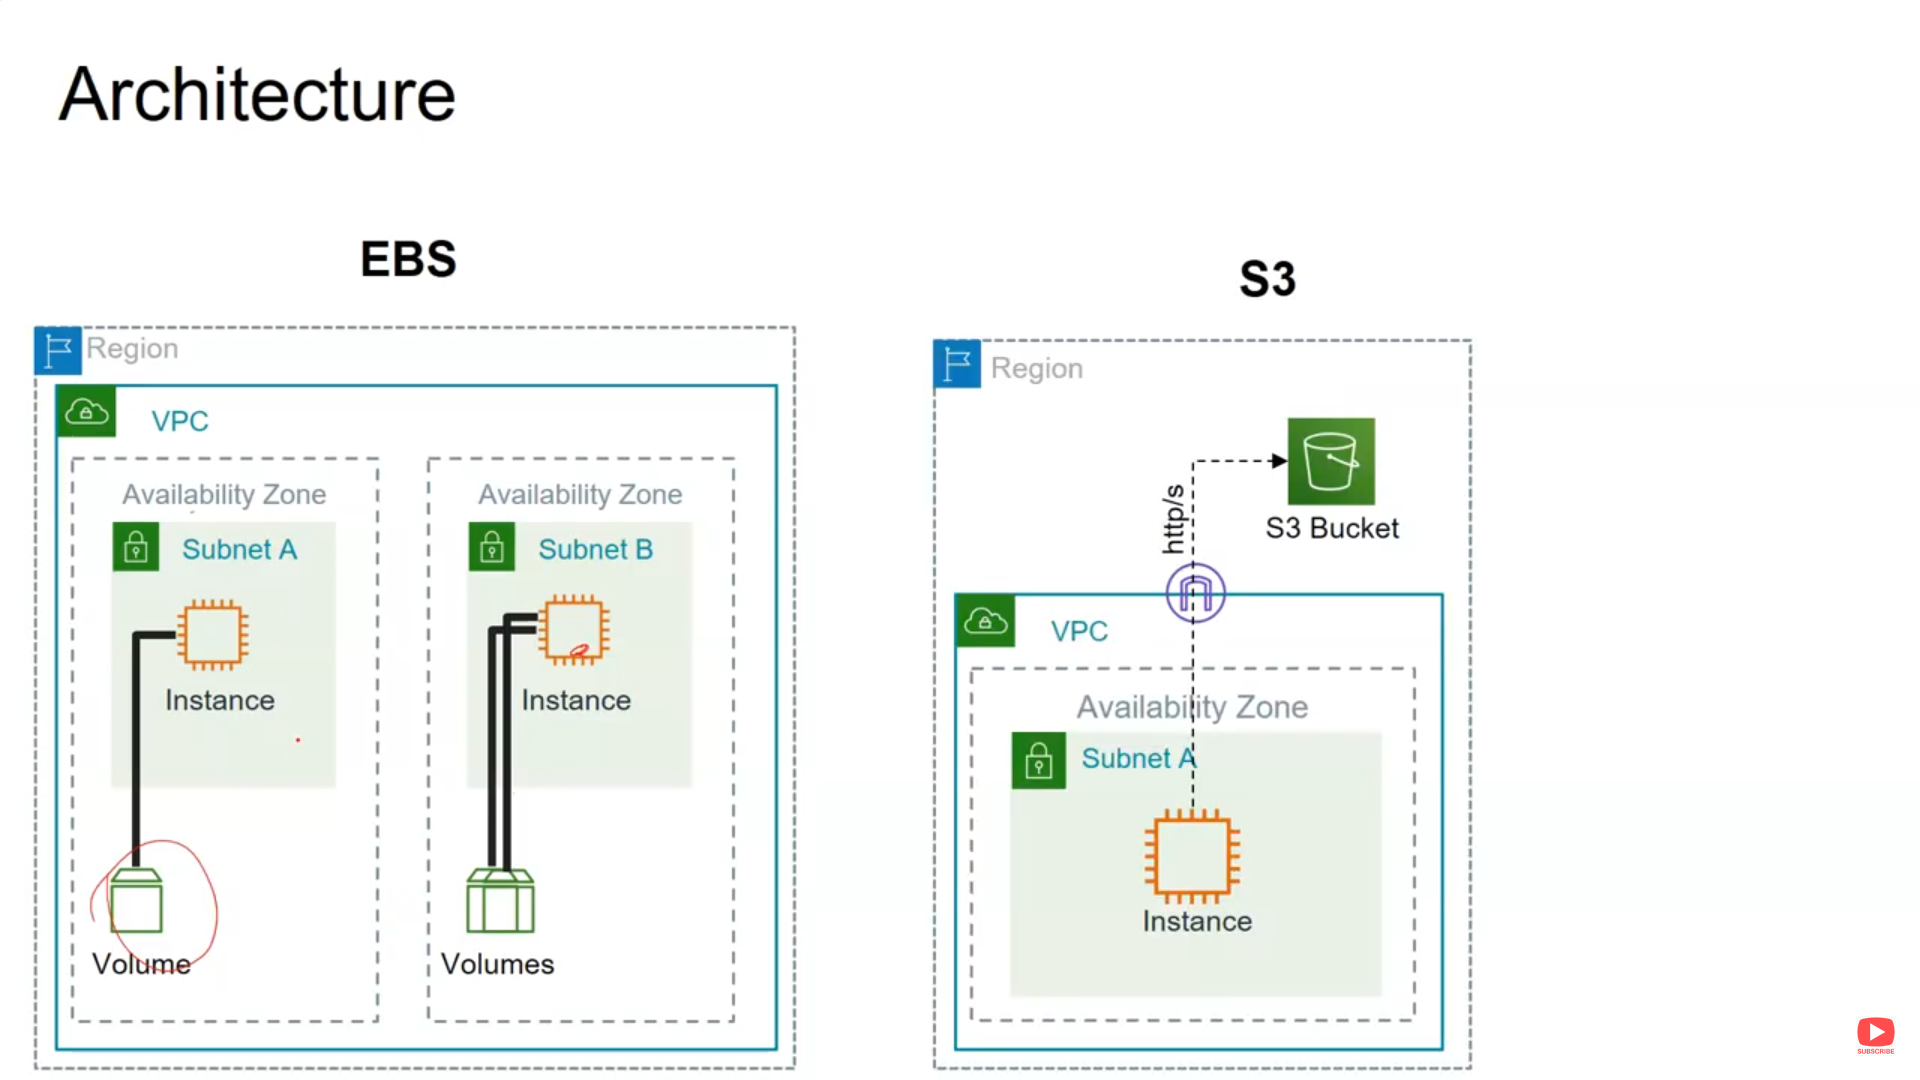 Architecture
EBS
Region
VPC
Availability Zone
Subnet A
Instance
Volume
Availability Zone
Subnet B
Instance
Volumes
S3
Region
S3 Bucket
http/s
VPC
Availability Zone
Subnet A
Instance
SUBSCRIBE